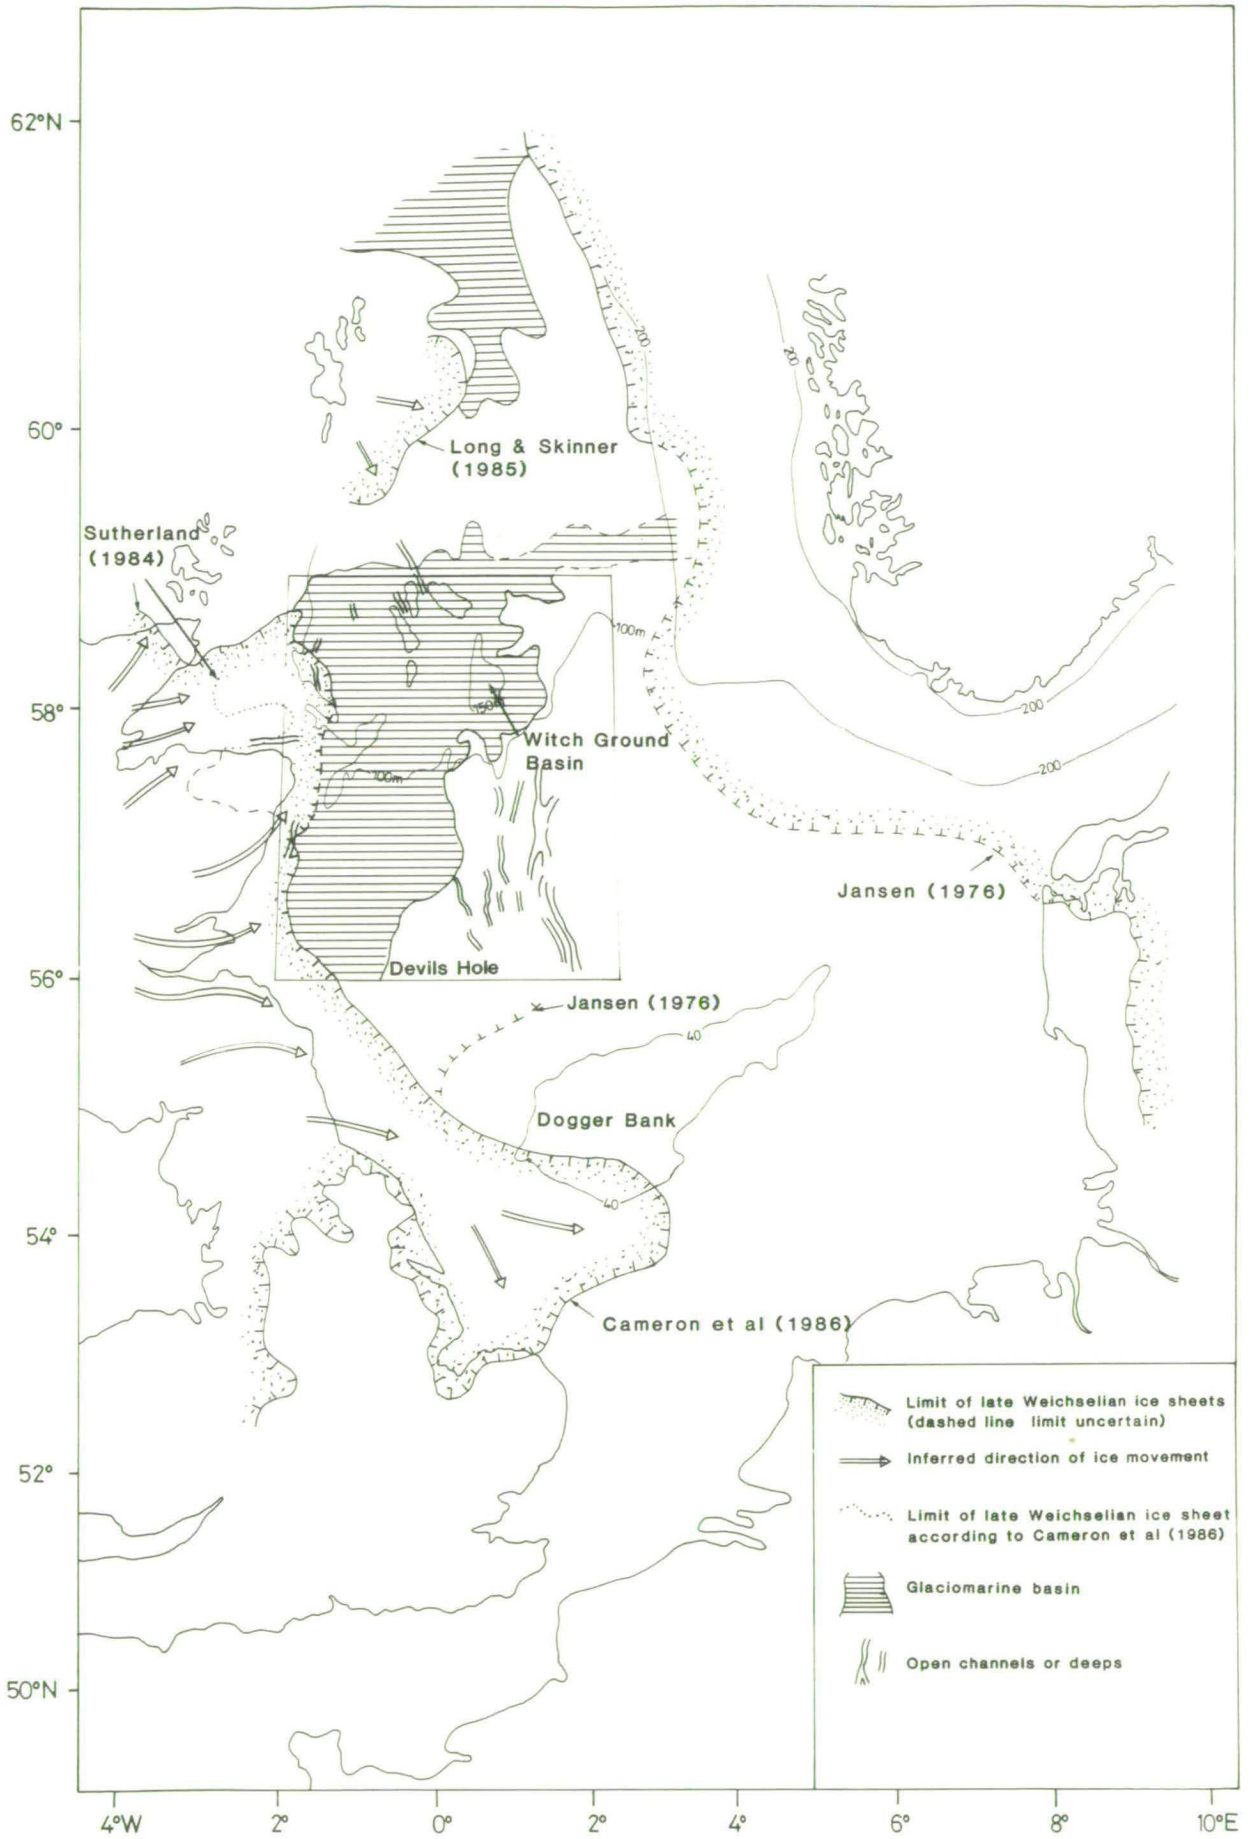 62°N
200
200
60°
Long & Skinner
(1985)
Sutherland
(1984)
100m
200
58°
150m
Witch Ground
Basin
100m
200
Jansen (1976)
56°
Devils Hole
Jansen (1976)
40
Dogger Bank
40
54°
Cameron et al (1986)
Limit of late Weichselian ice sheets
(dashed line limit uncertain)
Inferred direction of ice movement
52°
Limit of late Weichselian ice sheet
according to Cameron et al (1986)
Glaciomarine basin
Open channels or deeps
50°N
4°W 2° 0° 2° 4° 6° 8° 10°E